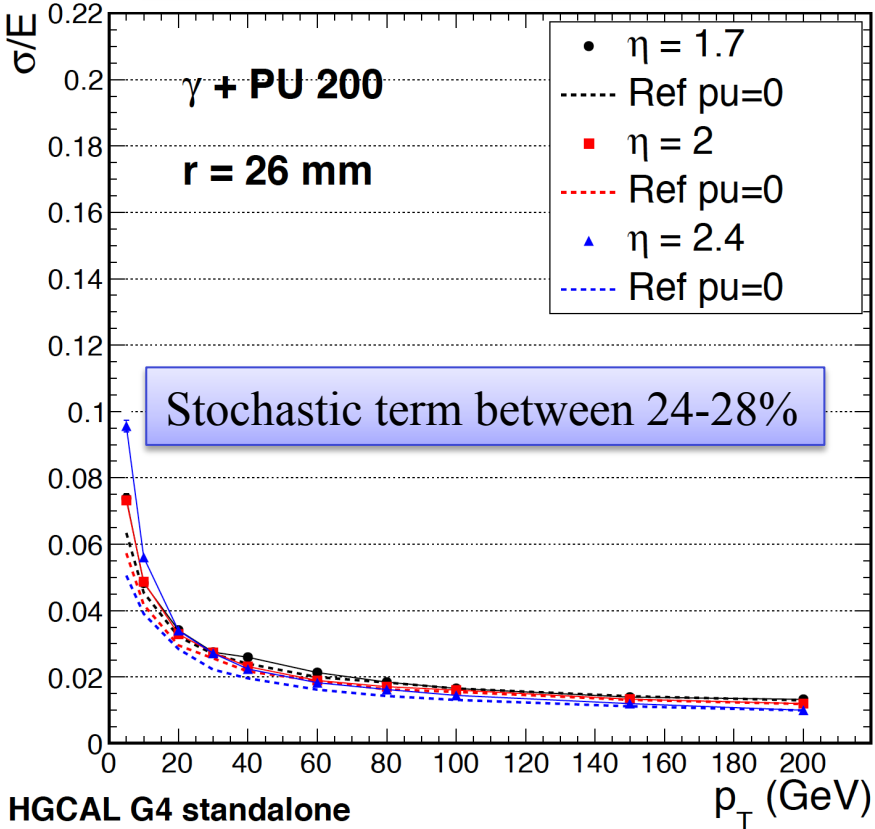 σ/E
0.22
0.2
0.18
0.16
0.14
0.12
0.1
0.08
0.06
0.04
0.02
0
γ + PU 200
r = 26 mm
η = 1.7
Ref pu=0
η = 2
Ref pu=0
η = 2.4
Ref pu=0
Stochastic term between 24-28%
0 20 40 60 80 100 120 140 160 180 200
p_T (GeV)
HGCAL G4 standalone